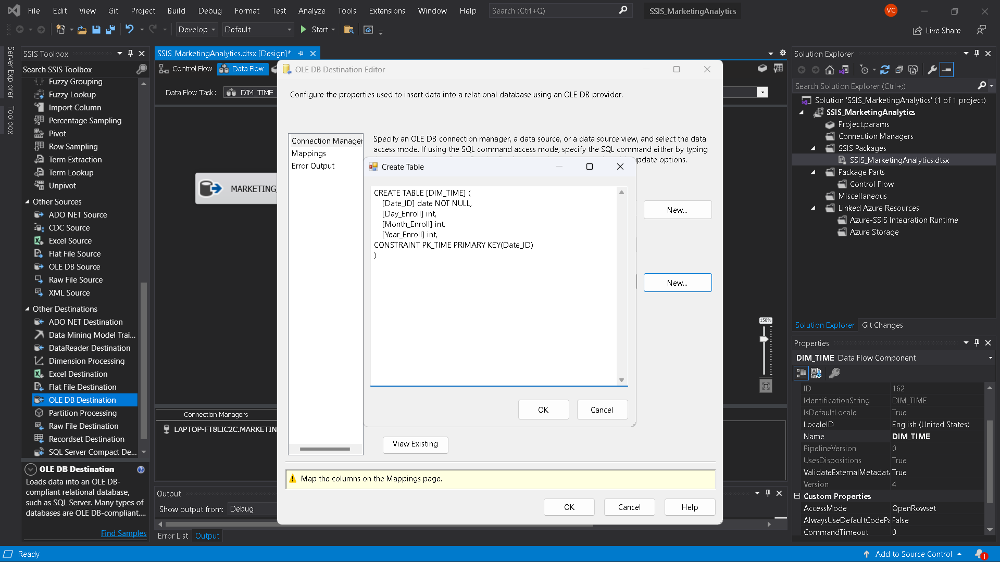 File Edit View Git Project Build Debug Format Test Analyze Tools Extensions Window Help Search (Ctrl+Q) SSIS_MarketingAnalytics VC
Develop Default Start Live Share
Server Explorer
Toolbox
SSIS Toolbox
Search SSIS Toolbox
Fuzzy Grouping
Fuzzy Lookup
Import Column
Percentage Sampling
Pivot
Row Sampling
Term Extraction
Term Lookup
Unpivot
Other Sources
ADO NET Source
CDC Source
Excel Source
Flat File Source
OLE DB Source
Raw File Source
XML Source
Other Destinations
ADO NET Destination
Data Mining Model Trai...
DataReader Destination
Dimension Processing
Excel Destination
Flat File Destination
OLE DB Destination
Partition Processing
Raw File Destination
Recordset Destination
SQL Server Compact De...
OLE DB Destination
Loads data into an OLE DB-
compliant relational database,
such as SQL Server. Many types of
databases are OLE DB-compliant....
Find Samples
SSIS_MarketingAnalytics.dtsx [Design]*
Control Flow Data Flow
Data Flow Task: DIM_TIME
MARKETING_
Connection Managers
LAPTOP-FT8LIC2C.MARKETIN
Output
Show output from: Debug
Error List Output
OLE DB Destination Editor
Configure the properties used to insert data into a relational database using an OLE DB provider.
Connection Manager
Mappings
Error Output
Specify an OLE DB connection manager, a data source, or a data source view, and select the data
access mode. If using the SQL command access mode, specify the SQL command either by typing
update options.
New...
New...
View Existing
Map the columns on the Mappings page.
OK Cancel Help
Create Table
CREATE TABLE [DIM_TIME] (
[Date_ID] date NOT NULL,
[Day_Enroll] int,
[Month_Enroll] int,
[Year_Enroll] int,
CONSTRAINT PK_TIME PRIMARY KEY(Date_ID)
)
OK Cancel
150%
Solution Explorer
Search Solution Explorer (Ctrl+;)
Solution 'SSIS_MarketingAnalytics' (1 of 1 project)
SSIS_MarketingAnalytics
Project.params
Connection Managers
SSIS Packages
SSIS_MarketingAnalytics.dtsx
Package Parts
Control Flow
Miscellaneous
Linked Azure Resources
Azure-SSIS Integration Runtime
Azure Storage
Solution Explorer Git Changes
Properties
DIM_TIME Data Flow Component
ID 162
IdentificationString DIM_TIME
IsDefaultLocale True
LocaleID English (United States)
Name DIM_TIME
PipelineVersion 0
UsesDispositions True
ValidateExternalMetadat True
Version 4
Custom Properties
AccessMode OpenRowset
AlwaysUseDefaultCodePa False
CommandTimeout 0
Ready Add to Source Control 1